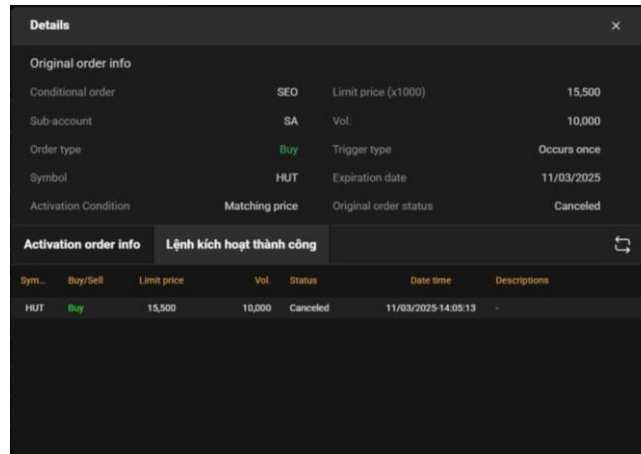 Details ×
Original order info
Conditional order SEO Limit price (x1000) 15,500
Sub-account SA Vol. 10,000
Order type Buy Trigger type Occurs once
Symbol HUT Expiration date 11/03/2025
Activation Condition Matching price Original order status Canceled
Activation order info Lệnh kích hoạt thành công
Sym... Buy/Sell Limit price Vol. Status Date time Descriptions
HUT Buy 15,500 10,000 Canceled 11/03/2025-14:05:13 -